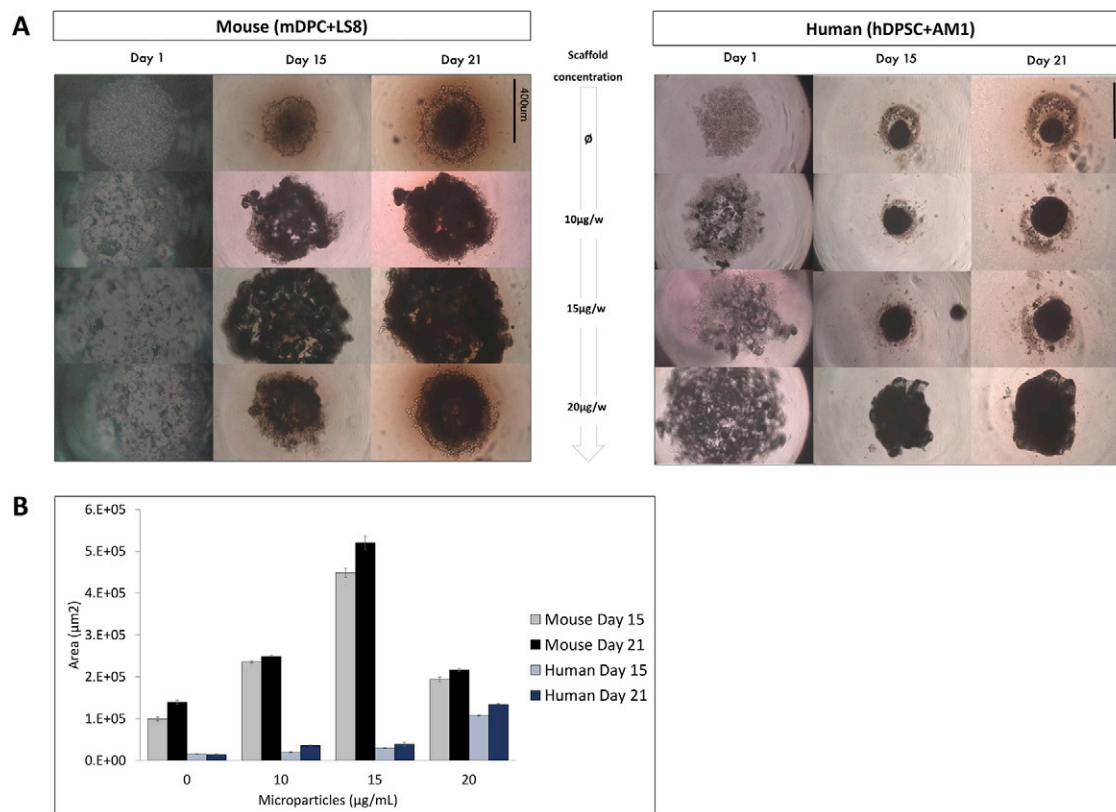 A
Mouse (mDPC+LS8)
Day 1 Day 15 Day 21
400um
Scaffold
concentration
Ø
10µg/w
15µg/w
20µg/w
Human (hDPSC+AM1)
Day 1 Day 15 Day 21
B
6.E+05
5.E+05
4.E+05
3.E+05
2.E+05
1.E+05
0.E+00
Area (µm2)
0 10 15 20
Microparticles (µg/mL)
Mouse Day 15
Mouse Day 21
Human Day 15
Human Day 21